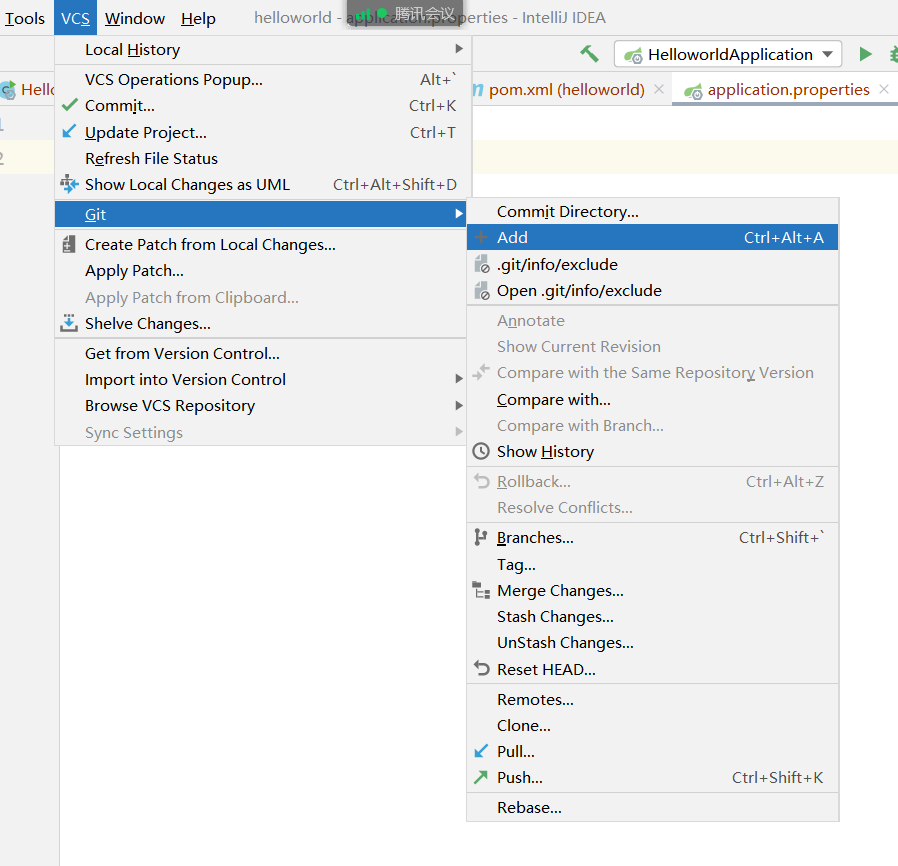 Tools VCS Window Help helloworld - application.properties - IntelliJ IDEA
腾讯会议
HelloworldApplication
Hello
pom.xml (helloworld)
application.properties
1
2
Local History
VCS Operations Popup... Alt+`
Commit... Ctrl+K
Update Project... Ctrl+T
Refresh File Status
Show Local Changes as UML Ctrl+Alt+Shift+D
Git
Create Patch from Local Changes...
Apply Patch...
Apply Patch from Clipboard...
Shelve Changes...
Get from Version Control...
Import into Version Control
Browse VCS Repository
Sync Settings
Commit Directory...
Add Ctrl+Alt+A
.git/info/exclude
Open .git/info/exclude
Annotate
Show Current Revision
Compare with the Same Repository Version
Compare with...
Compare with Branch...
Show History
Rollback... Ctrl+Alt+Z
Resolve Conflicts...
Branches... Ctrl+Shift+`
Tag...
Merge Changes...
Stash Changes...
UnStash Changes...
Reset HEAD...
Remotes...
Clone...
Pull...
Push... Ctrl+Shift+K
Rebase...